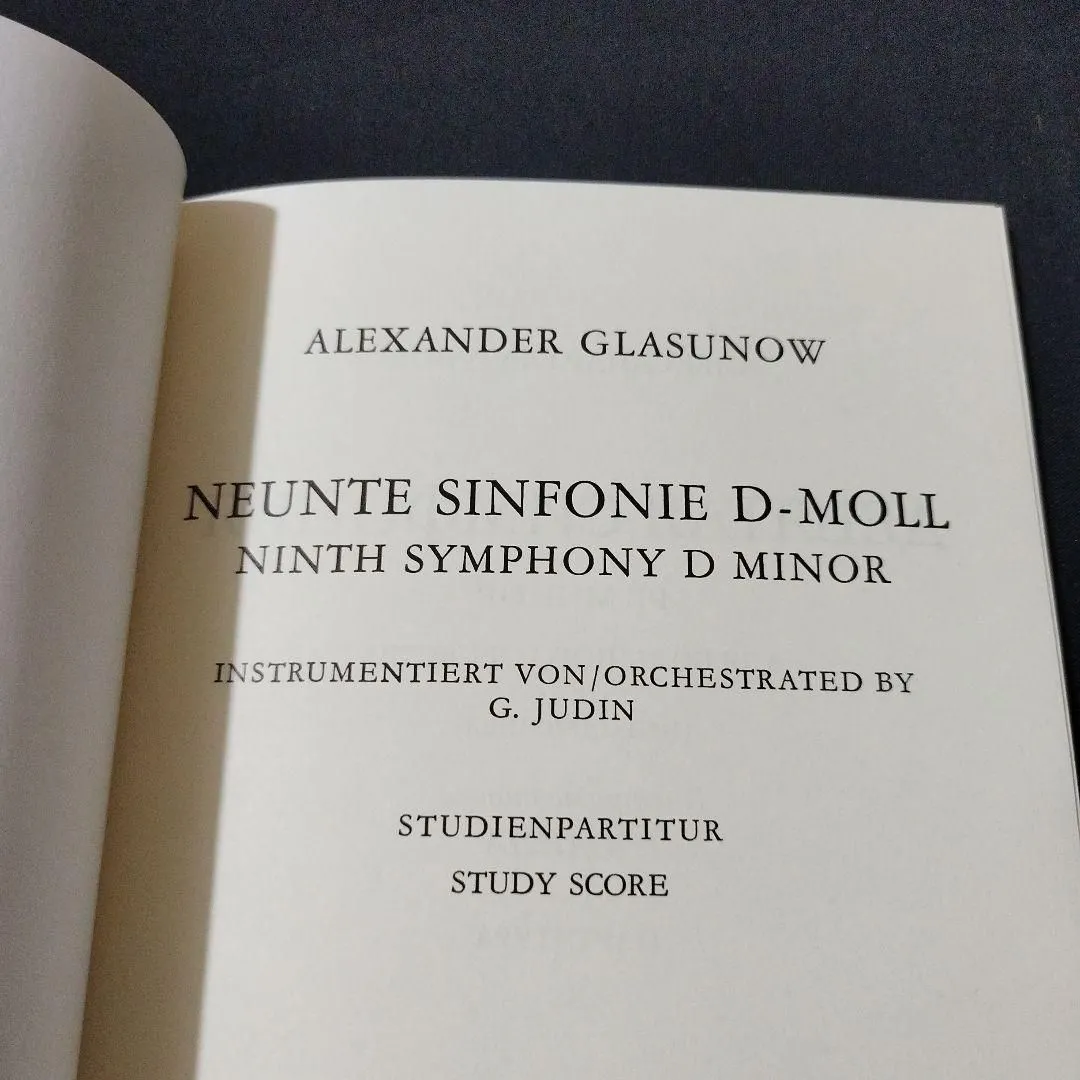 ALEXANDER GLASUNOW
NEUNTE SINFONIE D-MOLL
NINTH SYMPHONY D MINOR
INSTRUMENTIERT VON/ORCHESTRATED BY
G. JUDIN
STUDIENPARTITUR
STUDY SCORE